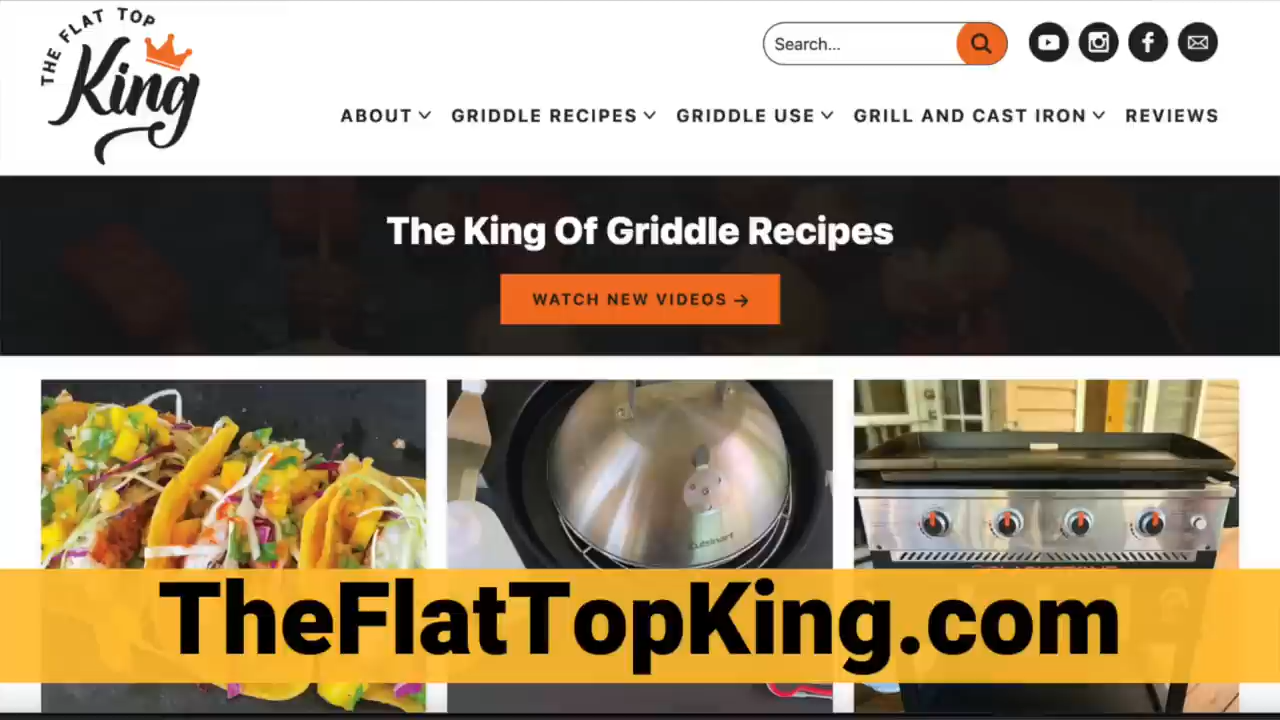 THE FLAT TOP
King
Search...
ABOUT
GRIDDLE RECIPES
GRIDDLE USE
GRILL AND CAST IRON
REVIEWS
The King Of Griddle Recipes
WATCH NEW VIDEOS →
Cuisinart
TheFlatTopKing.com